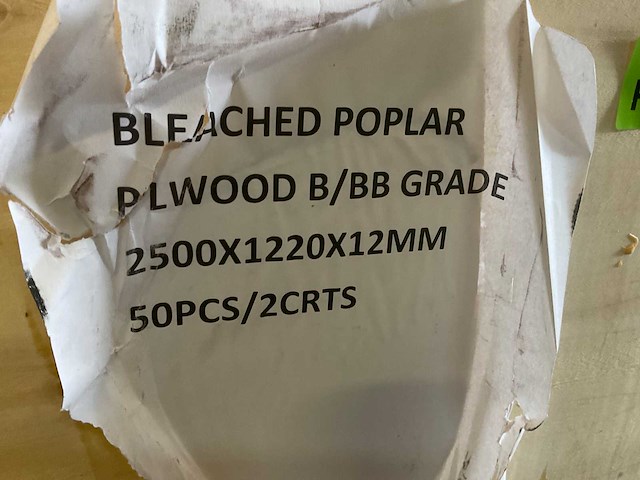 BLEACHED POPLAR
PLWOOD B/BB GRADE
2500X1220X12MM
50PCS/2CRTS